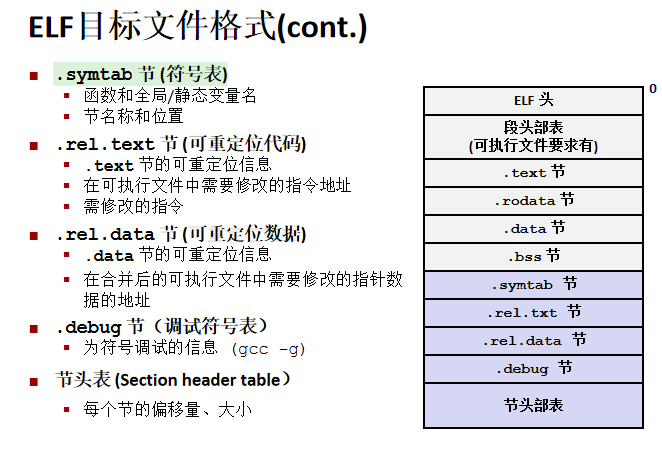 ELF目标文件格式(cont.)
.symtab 节 (符号表)
函数和全局/静态变量名
节名称和位置
.rel.text 节 (可重定位代码)
.text 节的可重定位信息
在可执行文件中需要修改的指令地址
需修改的指令
.rel.data 节 (可重定位数据)
.data 节的可重定位信息
在合并后的可执行文件中需要修改的指针数
据的地址
.debug 节（调试符号表）
为符号调试的信息 (gcc -g)
节头表 (Section header table）
每个节的偏移量、大小
0
ELF 头
段头部表
(可执行文件要求有)
.text 节
.rodata 节
.data 节
.bss 节
.symtab 节
.rel.txt 节
.rel.data 节
.debug 节
节头部表